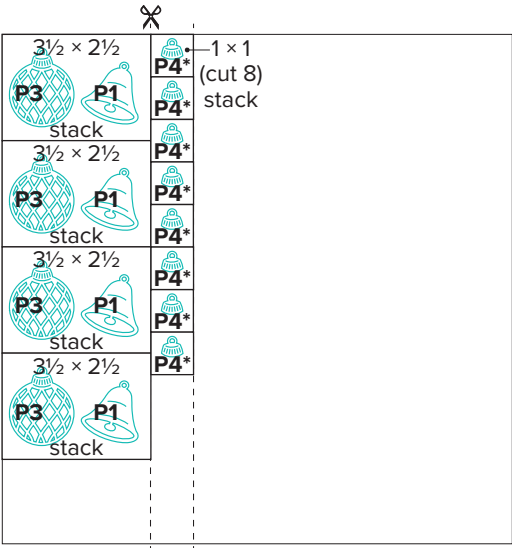 3½ × 2½
P3 P1
stack
3½ × 2½
P3 P1
stack
3½ × 2½
P3 P1
stack
3½ × 2½
P3 P1
stack
P4*
P4*
P4*
P4*
P4*
P4*
P4*
P4*
1 × 1
(cut 8)
stack